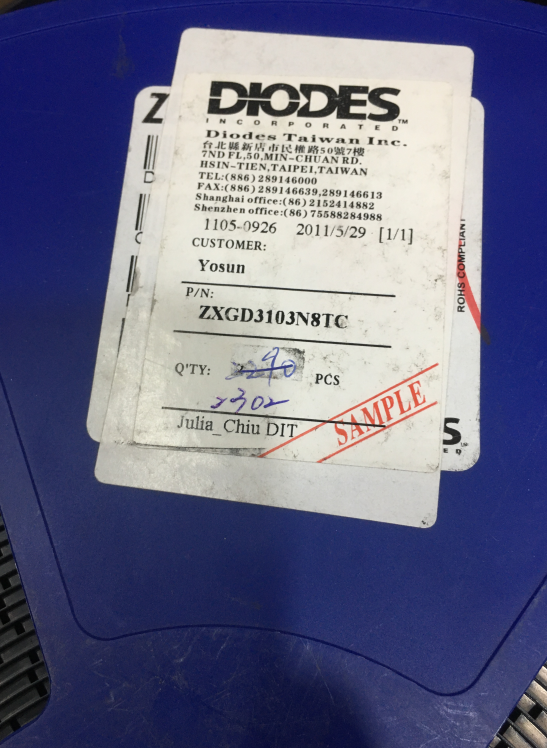 DIODES™
INCORPORATED
Diodes Taiwan Inc.
台北縣新店市民權路50號7樓
7ND FL,50,MIN-CHUAN RD.
HSIN-TIEN,TAIPEI,TAIWAN
TEL:(886) 289146000
FAX:(886) 289146639,289146613
Shanghai office:(86) 2152414882
Shenzhen office:(86) 75588284988
1105-0926 2011/5/29 [1/1]
CUSTOMER:
Yosun
P/N:
ZXGD3103N8TC
Q'TY: PCS
2302
Julia_Chiu DIT
SAMPLE
ROHS COMPLIANT
Z
D
C
S
E D